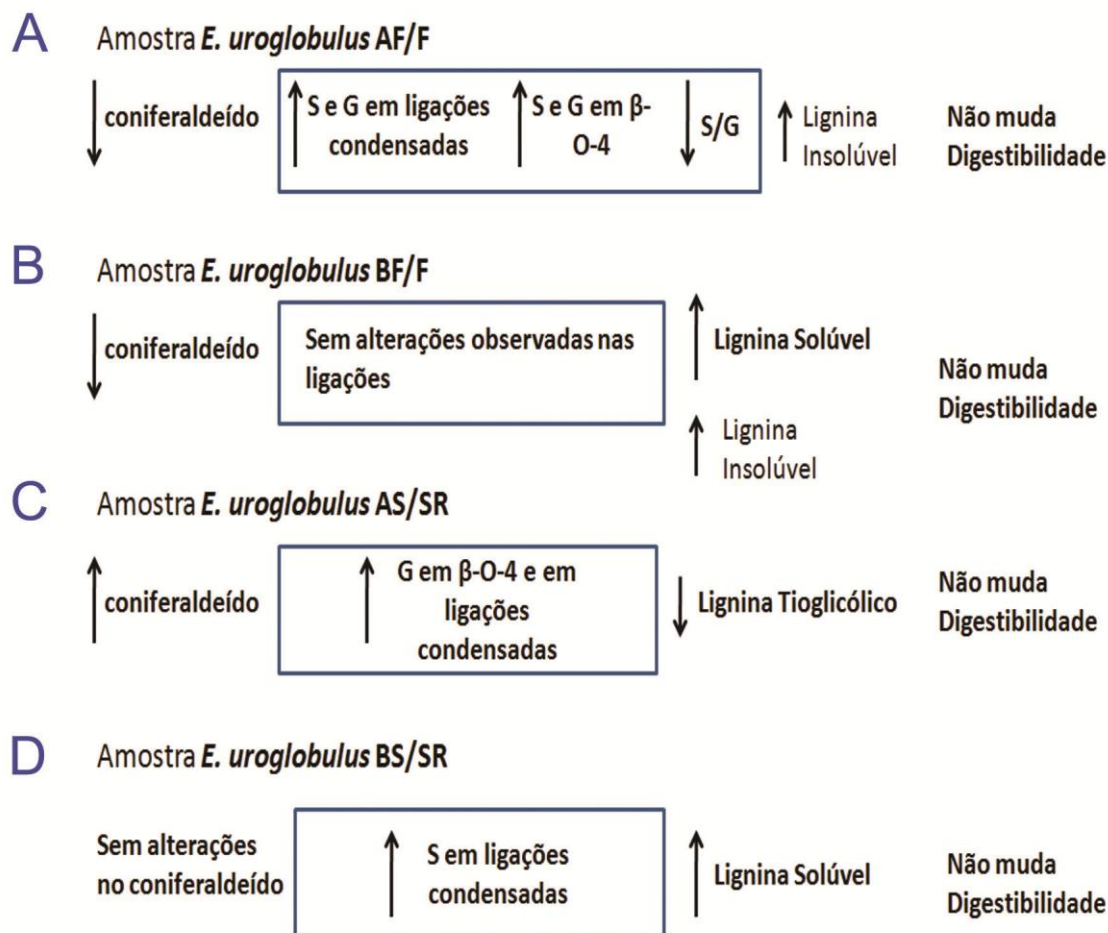 A
Amostra E. uroglobulus AF/F
coniferaldeído
S e G em ligações
condensadas
S e G em β-
O-4
S/G
Lignina
Insolúvel
Não muda
Digestibilidade
B
Amostra E. uroglobulus BF/F
coniferaldeído
Sem alterações observadas nas
ligações
Lignina Solúvel
Lignina
Insolúvel
Não muda
Digestibilidade
C
Amostra E. uroglobulus AS/SR
coniferaldeído
G em β-O-4 e em
ligações
condensadas
Lignina Tioglicólico
Não muda
Digestibilidade
D
Amostra E. uroglobulus BS/SR
Sem alterações
no coniferaldeído
S em ligações
condensadas
Lignina Solúvel
Não muda
Digestibilidade